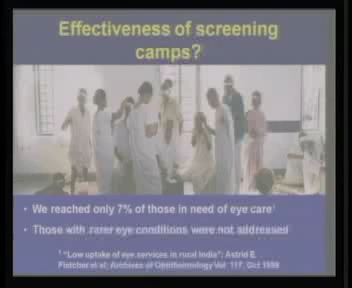 Effectiveness of screening
camps?
• We reached only 7% of those in need of eye care¹
• Those with rarer eye conditions were not addressed
¹ "Low uptake of eye services in rural India": Astrid E.
Fletcher et al; Archives of Ophthalmology Vol 117, Oct 1999